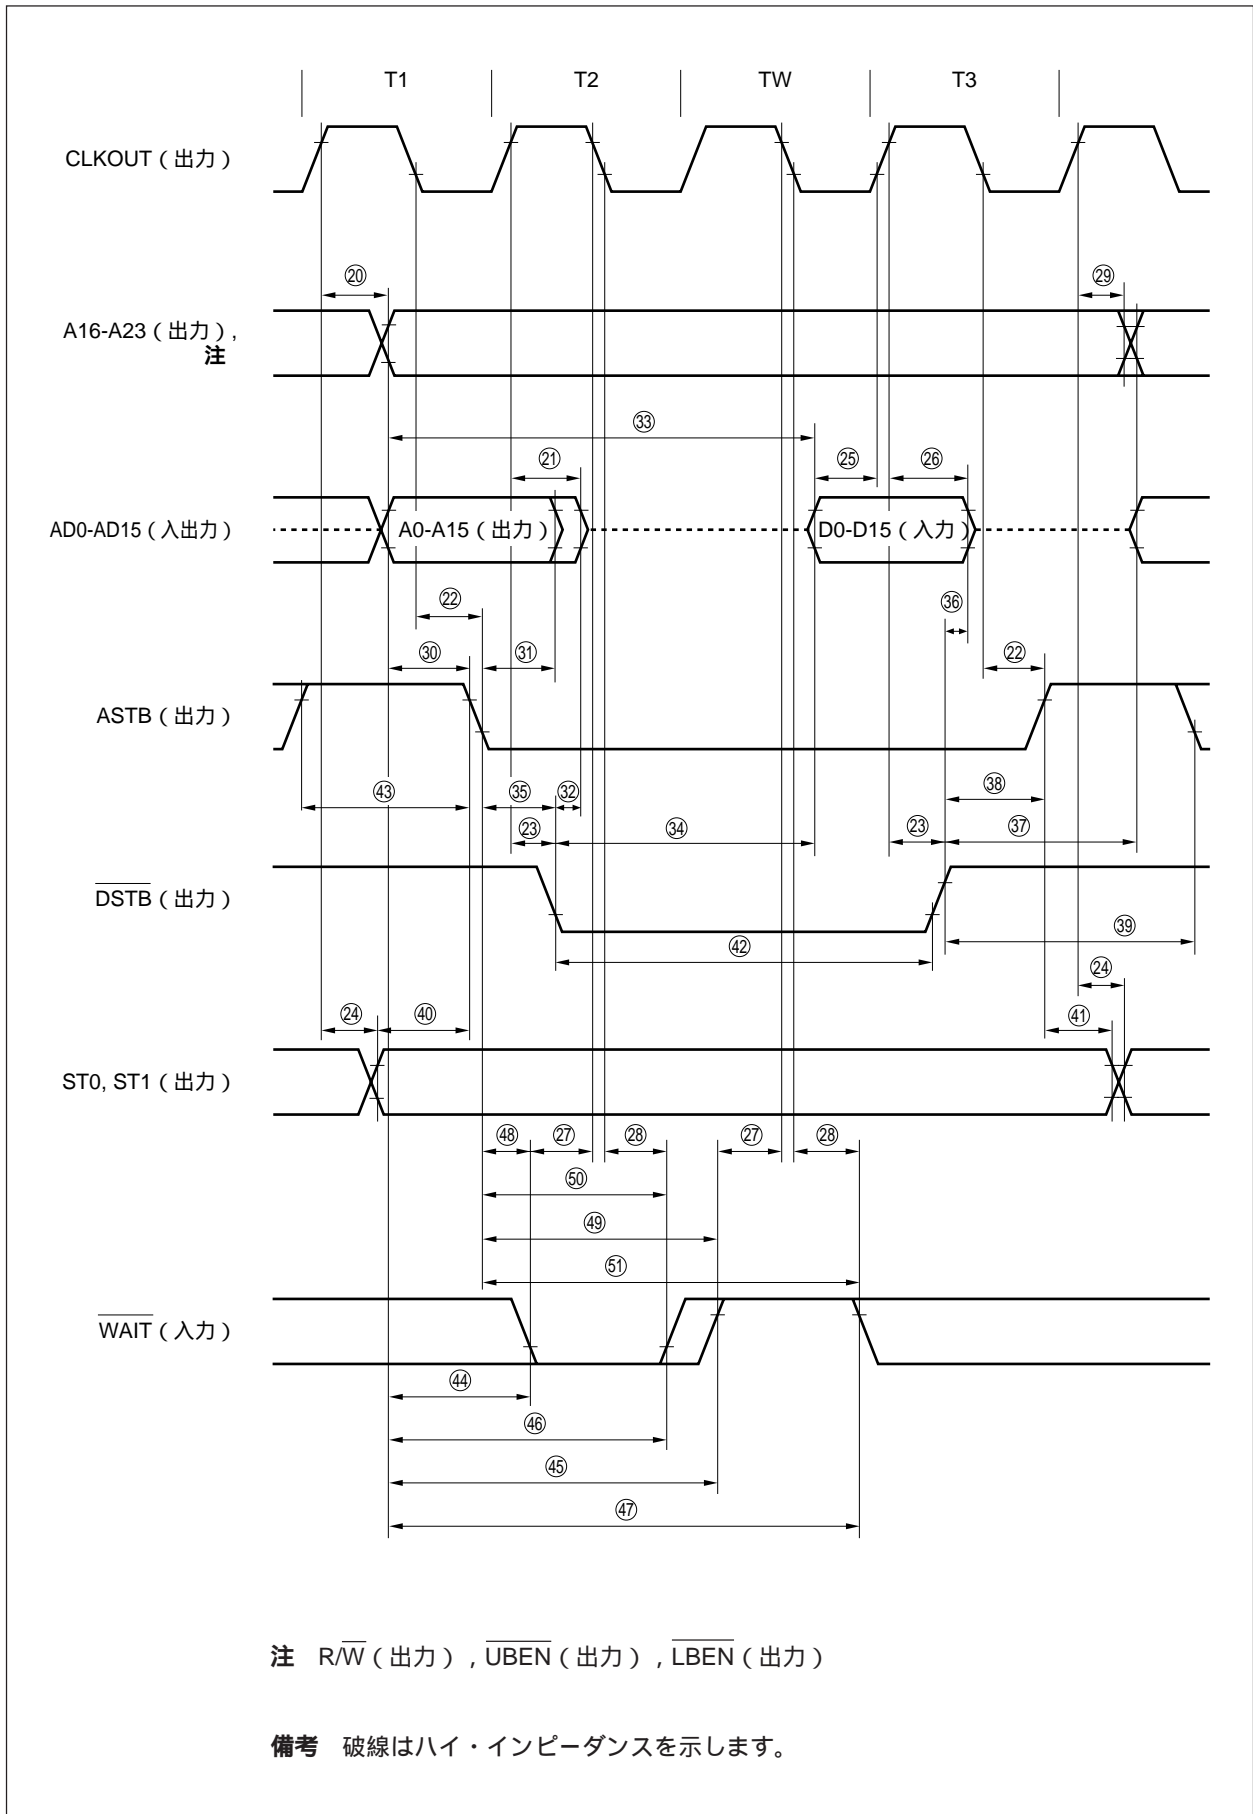 T1 T2 TW T3
CLKOUT（出力）
⑳ ㉙
A16-A23（出力）,
注
㉝
㉑ ㉕ ㉖
AD0-AD15（入出力） A0-A15（出力） D0-D15（入力）
㉒ ㊱
㉚ ㉛ ㉒
ASTB（出力）
㊳
㊸ ㉟ ㉜
㉓ ㉞ ㉓ ㊲
DSTB（出力）
㊴
㊷
㉔
㉔ ㊵ ㊶
ST0, ST1（出力）
㊽ ㉗ ㉘ ㉗ ㉘
㊿
㊾
51
WAIT（入力）
㊹
㊻
㊺
㊼
注 R/W（出力）, UBEN（出力）, LBEN（出力）
備考 破線はハイ・インピーダンスを示します。